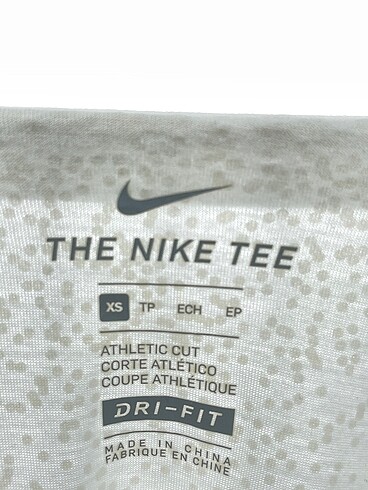 THE NIKE TEE
XS TP ECH EP
ATHLETIC CUT
CORTE ATLÉTICO
COUPE ATHLÉTIQUE
DRI-FIT
MADE IN CHINA
FABRIQUE EN CHINE